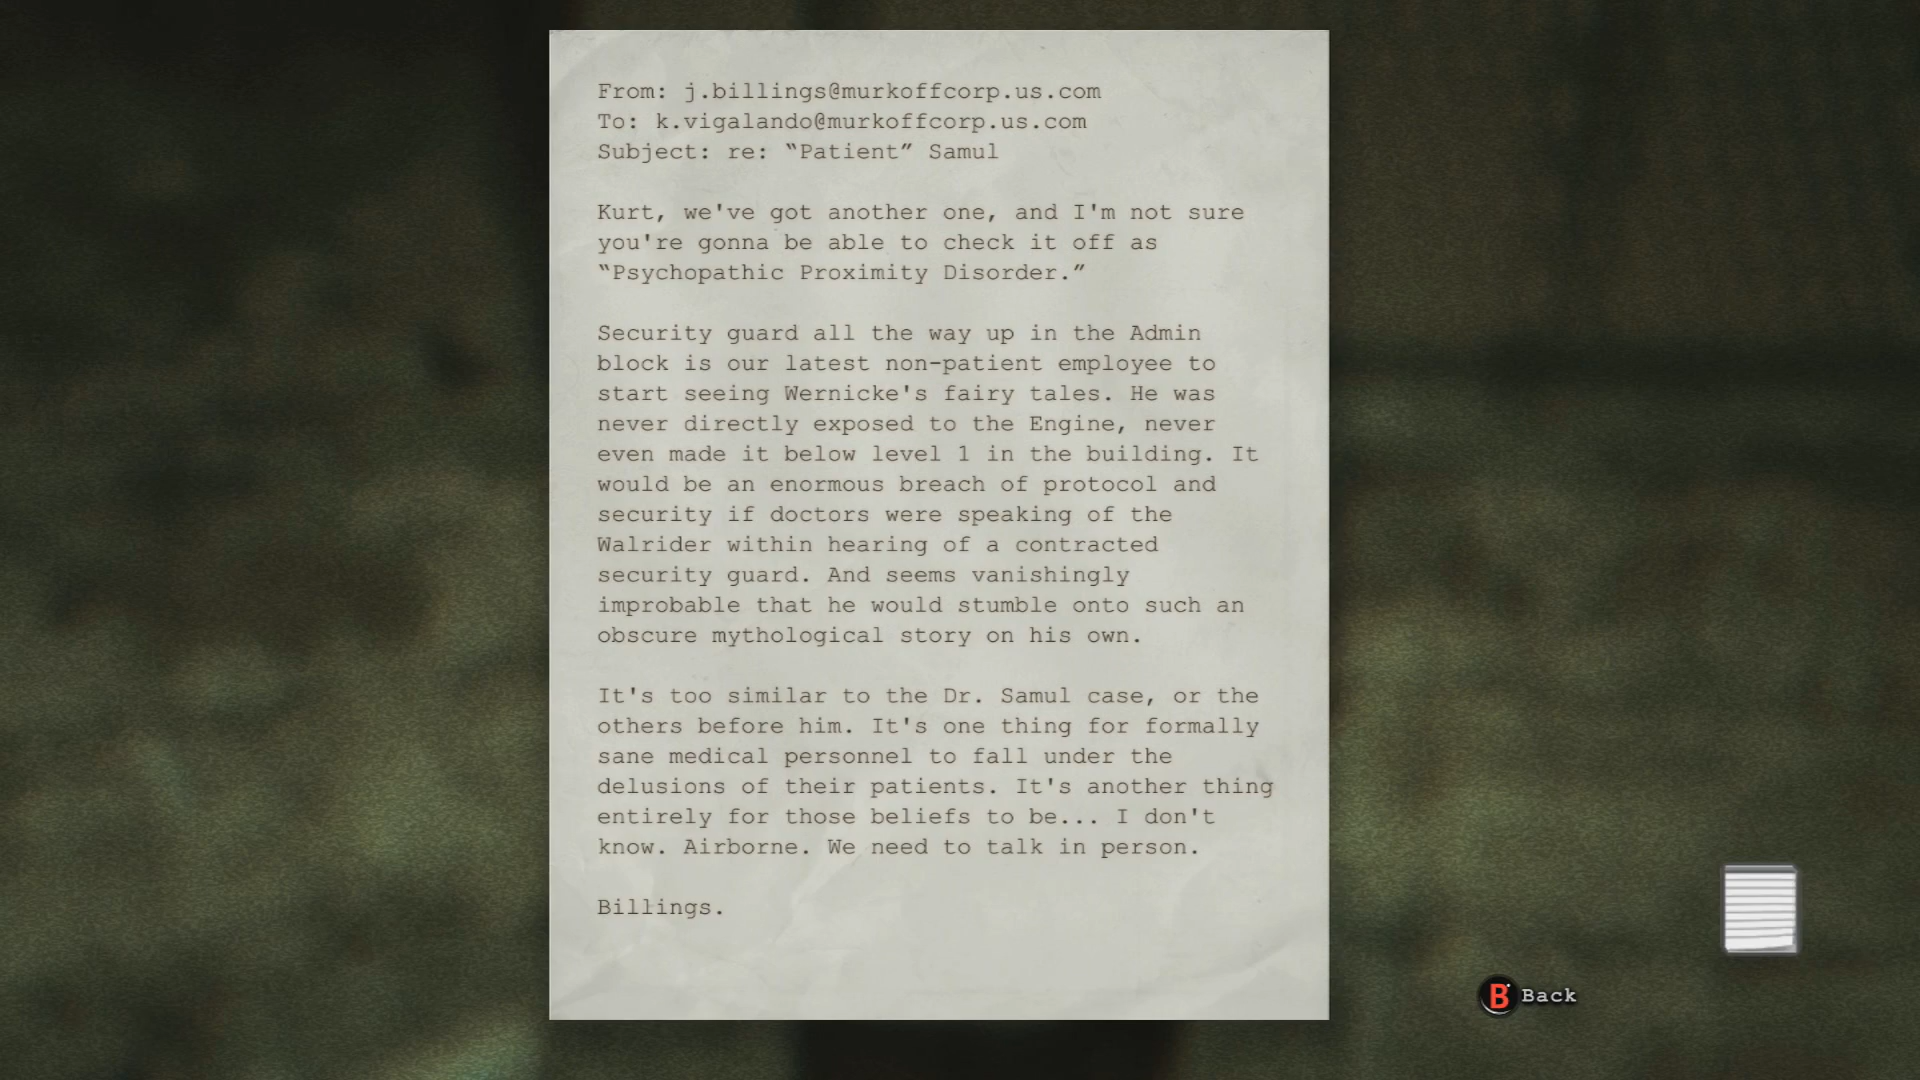 From: j.billings@murkoffcorp.us.com
To: k.vigalando@murkoffcorp.us.com
Subject: re: “Patient” Samul
Kurt, we've got another one, and I'm not sure
you're gonna be able to check it off as
“Psychopathic Proximity Disorder.”
Security guard all the way up in the Admin
block is our latest non-patient employee to
start seeing Wernicke's fairy tales. He was
never directly exposed to the Engine, never
even made it below level 1 in the building. It
would be an enormous breach of protocol and
security if doctors were speaking of the
Walrider within hearing of a contracted
security guard. And seems vanishingly
improbable that he would stumble onto such an
obscure mythological story on his own.
It's too similar to the Dr. Samul case, or the
others before him. It's one thing for formally
sane medical personnel to fall under the
delusions of their patients. It's another thing
entirely for those beliefs to be... I don't
know. Airborne. We need to talk in person.
Billings.
B Back